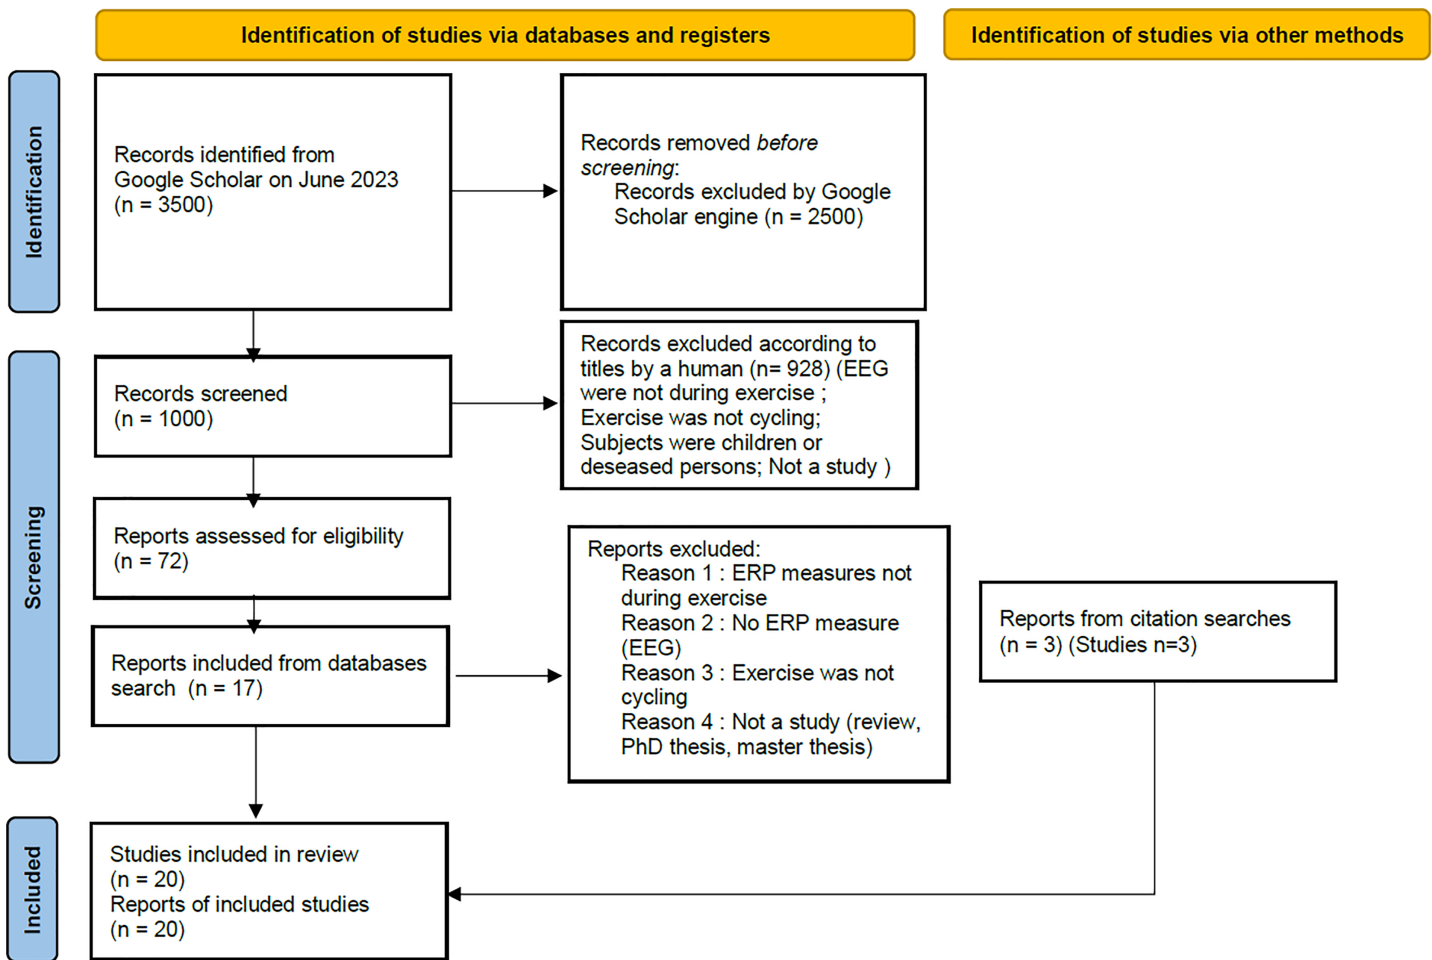 Identification of studies via databases and registers
Identification of studies via other methods
Identification
Records identified from
Google Scholar on June 2023
(n = 3500)
Records removed before
screening:
Records excluded by Google
Scholar engine (n = 2500)
Screening
Records screened
(n = 1000)
Records excluded according to
titles by a human (n= 928) (EEG
were not during exercise ;
Exercise was not cycling;
Subjects were children or
deseased persons; Not a study )
Reports assessed for eligibility
(n = 72)
Reports included from databases
search (n = 17)
Reports excluded:
Reason 1 : ERP measures not
during exercise
Reason 2 : No ERP measure
(EEG)
Reason 3 : Exercise was not
cycling
Reason 4 : Not a study (review,
PhD thesis, master thesis)
Reports from citation searches
(n = 3) (Studies n=3)
Included
Studies included in review
(n = 20)
Reports of included studies
(n = 20)